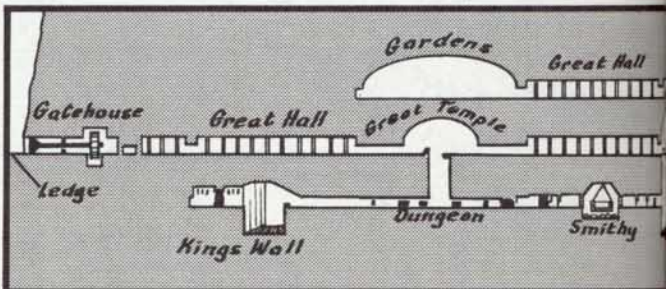 Gardens
Great Hall
Gatehouse
Great Hall
Great Temple
Ledge
Dungeon
Smithy
Kings Wall